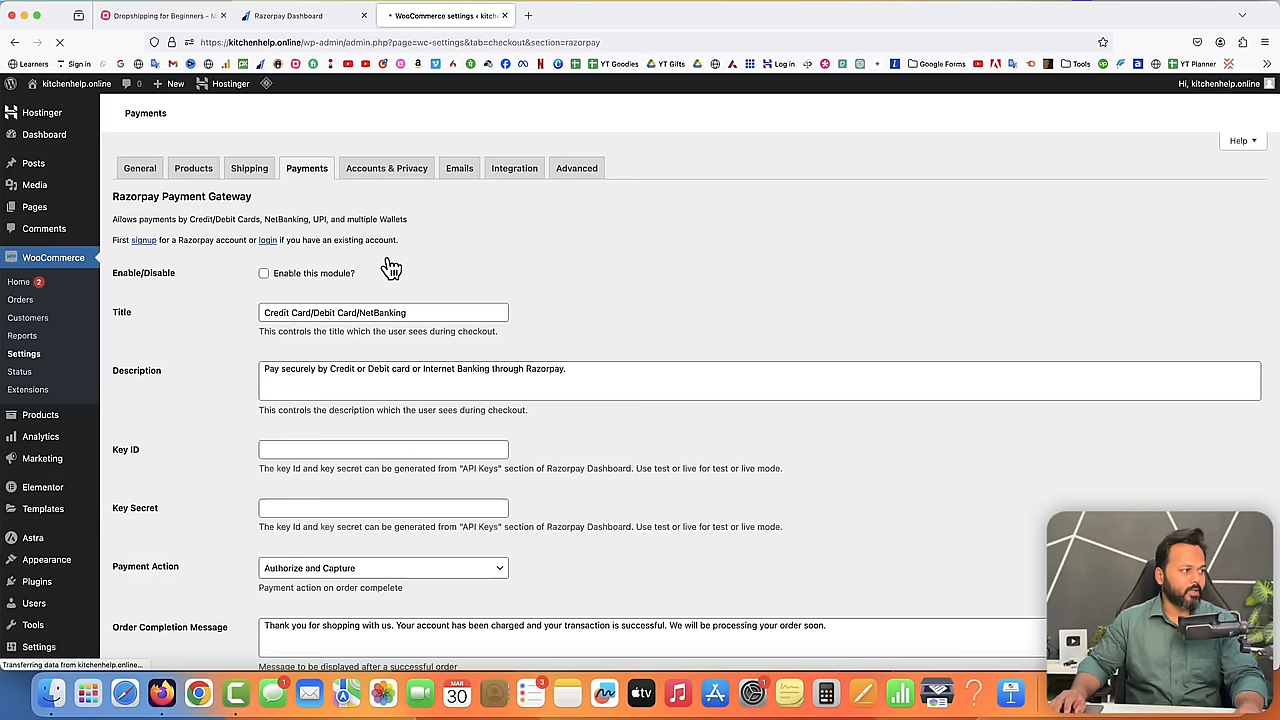 Dropshipping for Beginners - M
Razorpay Dashboard
WooCommerce settings ‹ kitche
https://kitchenhelp.online/wp-admin/admin.php?page=wc-settings&tab=checkout&section=razorpay
Learners
Sign in
YT Goodies
YT Gifts
Log in
Google Forms
Tools
YT Planner
kitchenhelp.online
0
New
Hostinger
Hi, kitchenhelp.online
Hostinger
Dashboard
Posts
Media
Pages
Comments
WooCommerce
Home 2
Orders
Customers
Reports
Settings
Status
Extensions
Products
Analytics
Marketing
Elementor
Templates
Astra
Appearance
Plugins
Users
Tools
Settings
Payments
Help
General
Products
Shipping
Payments
Accounts & Privacy
Emails
Integration
Advanced
Razorpay Payment Gateway
Allows payments by Credit/Debit Cards, NetBanking, UPI, and multiple Wallets
First signup for a Razorpay account or login if you have an existing account.
Enable/Disable
Enable this module?
Title
Credit Card/Debit Card/NetBanking
This controls the title which the user sees during checkout.
Description
Pay securely by Credit or Debit card or Internet Banking through Razorpay.
This controls the description which the user sees during checkout.
Key ID
The key Id and key secret can be generated from "API Keys" section of Razorpay Dashboard. Use test or live for test or live mode.
Key Secret
The key Id and key secret can be generated from "API Keys" section of Razorpay Dashboard. Use test or live for test or live mode.
Payment Action
Authorize and Capture
Payment action on order compelete
Order Completion Message
Thank you for shopping with us. Your account has been charged and your transaction is successful. We will be processing your order soon.
Message to be displayed after a successful order
Transferring data from kitchenhelp.online...
1
MAR
30
3
tv
1